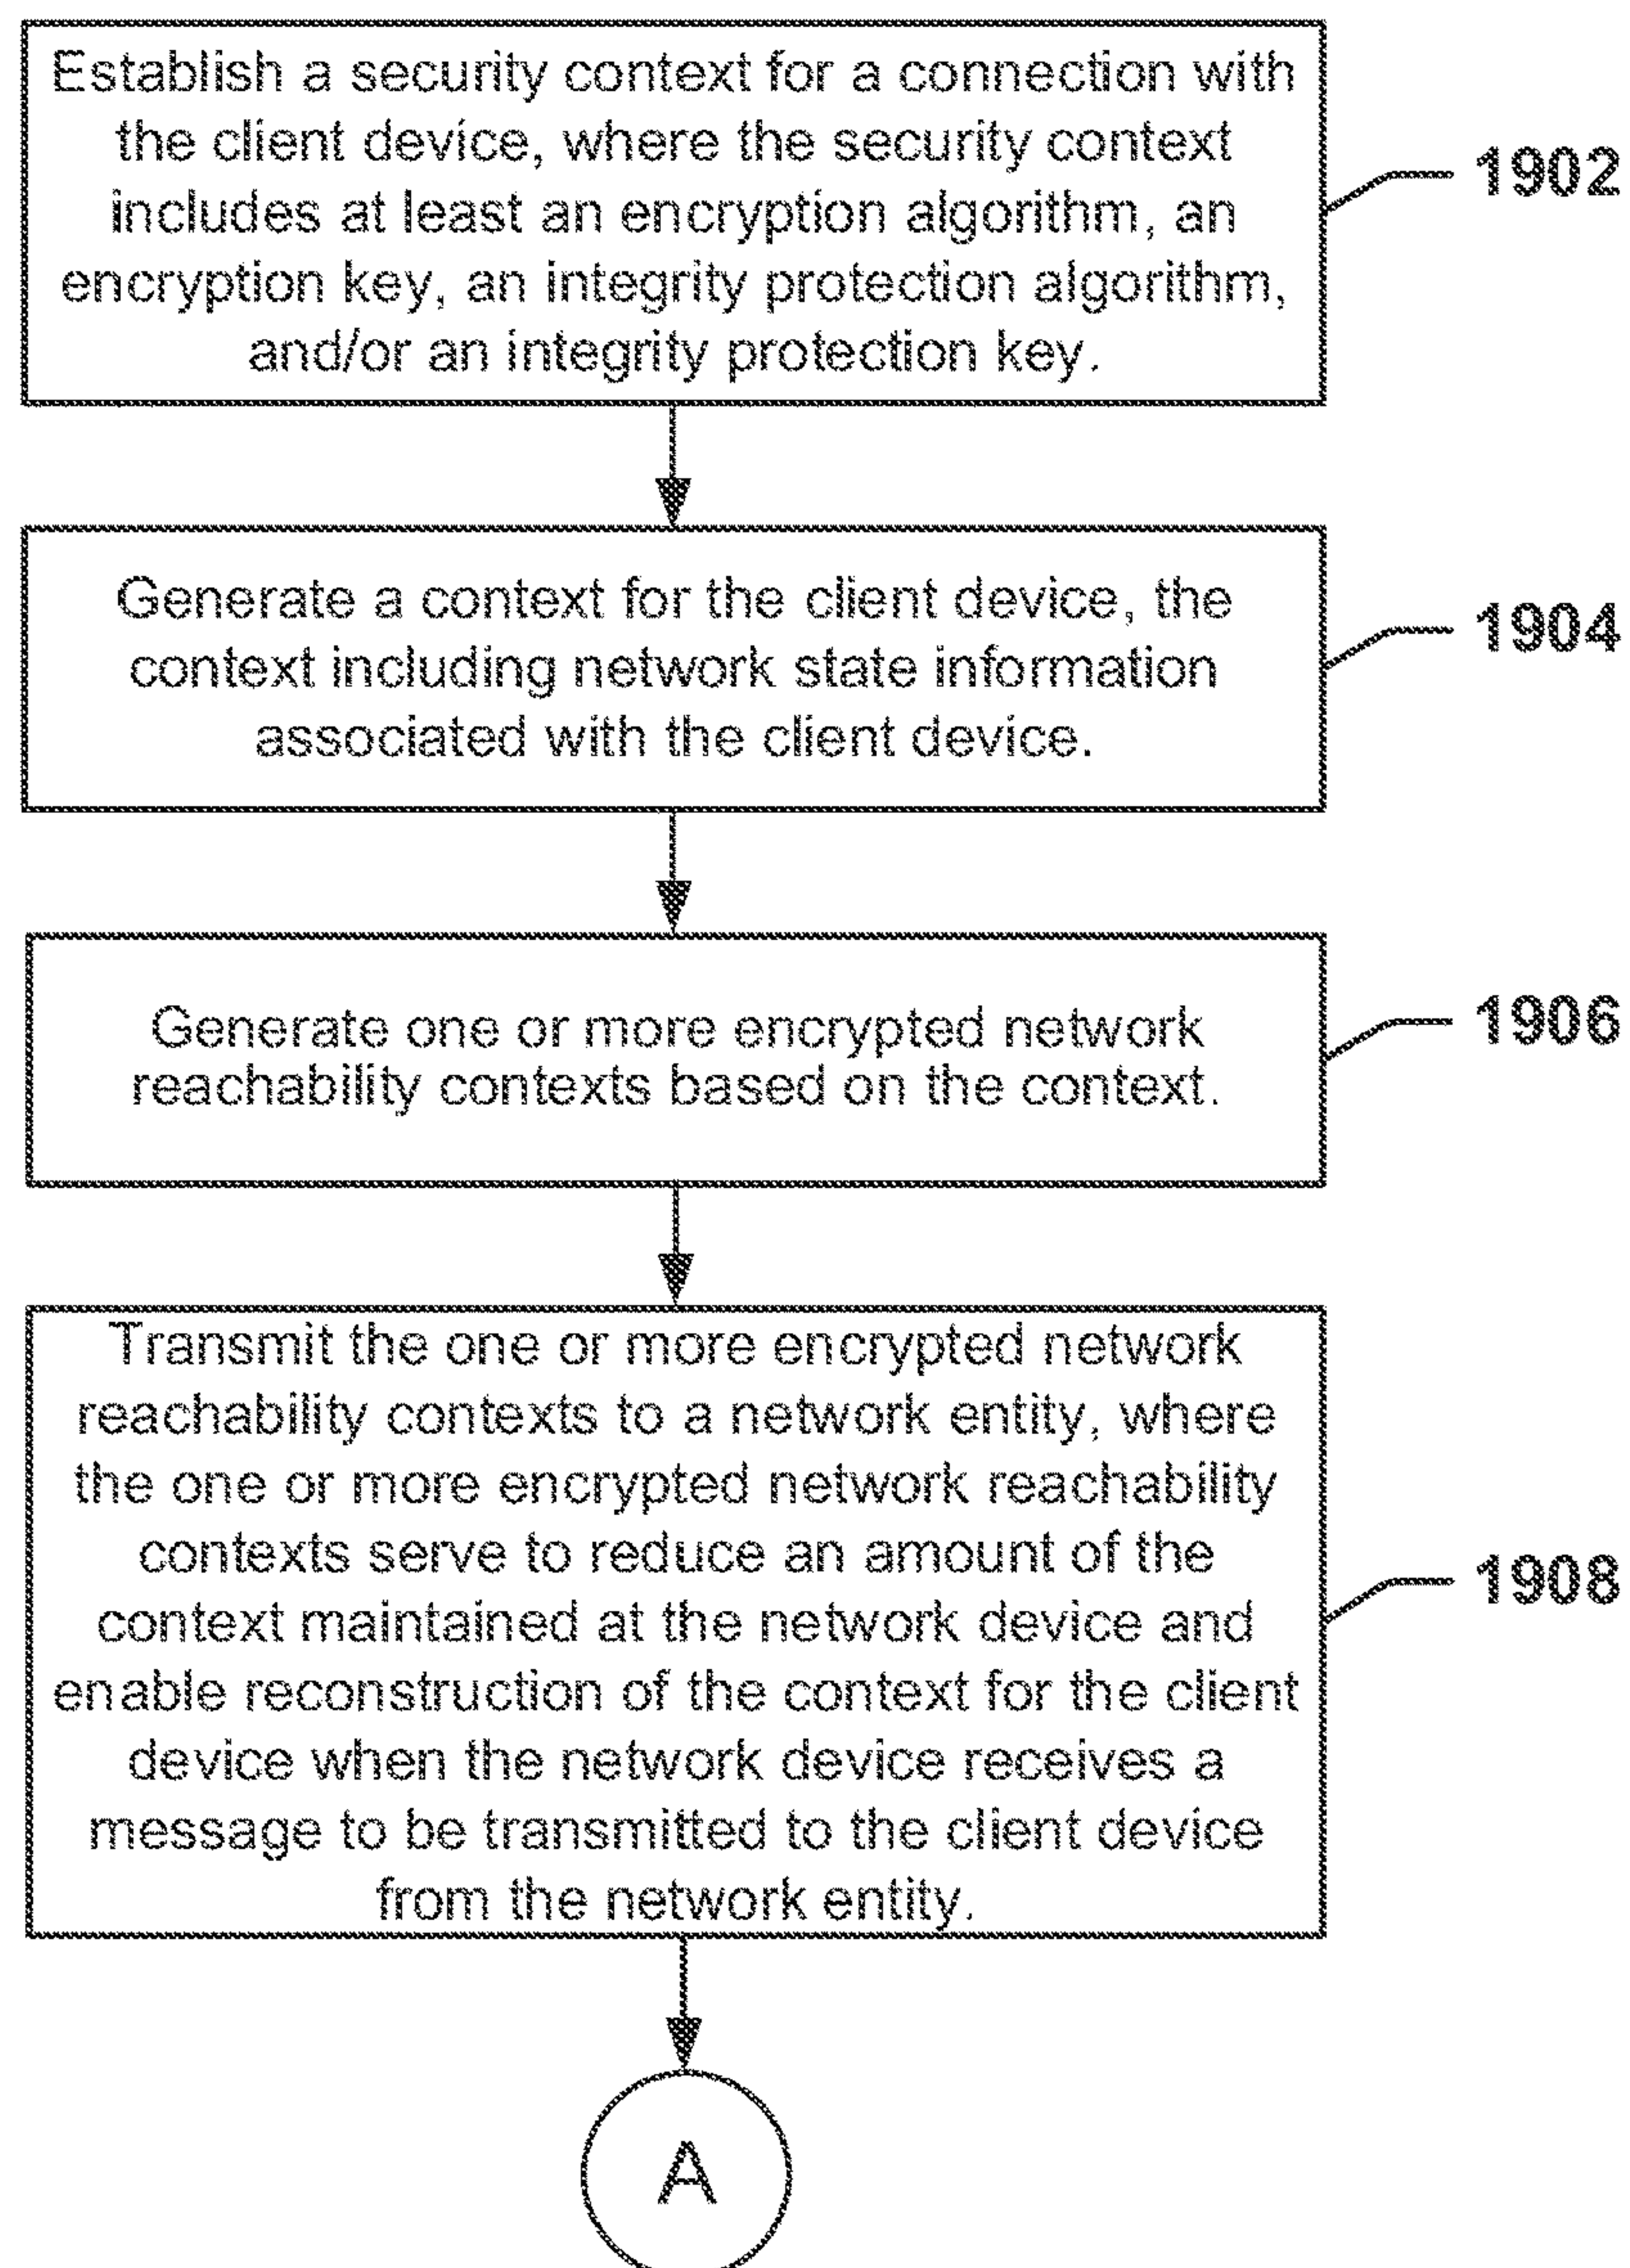 Establish a security context for a connection with
the client device, where the security context
includes at least an encryption algorithm, an
encryption key, an integrity protection algorithm,
and/or an integrity protection key.
1902
Generate a context for the client device, the
context including network state information
associated with the client device.
1904
Generate one or more encrypted network
reachability contexts based on the context.
1906
Transmit the one or more encrypted network
reachability contexts to a network entity, where
the one or more encrypted network reachability
contexts serve to reduce an amount of the
context maintained at the network device and
enable reconstruction of the context for the client
device when the network device receives a
message to be transmitted to the client device
from the network entity.
1908
A